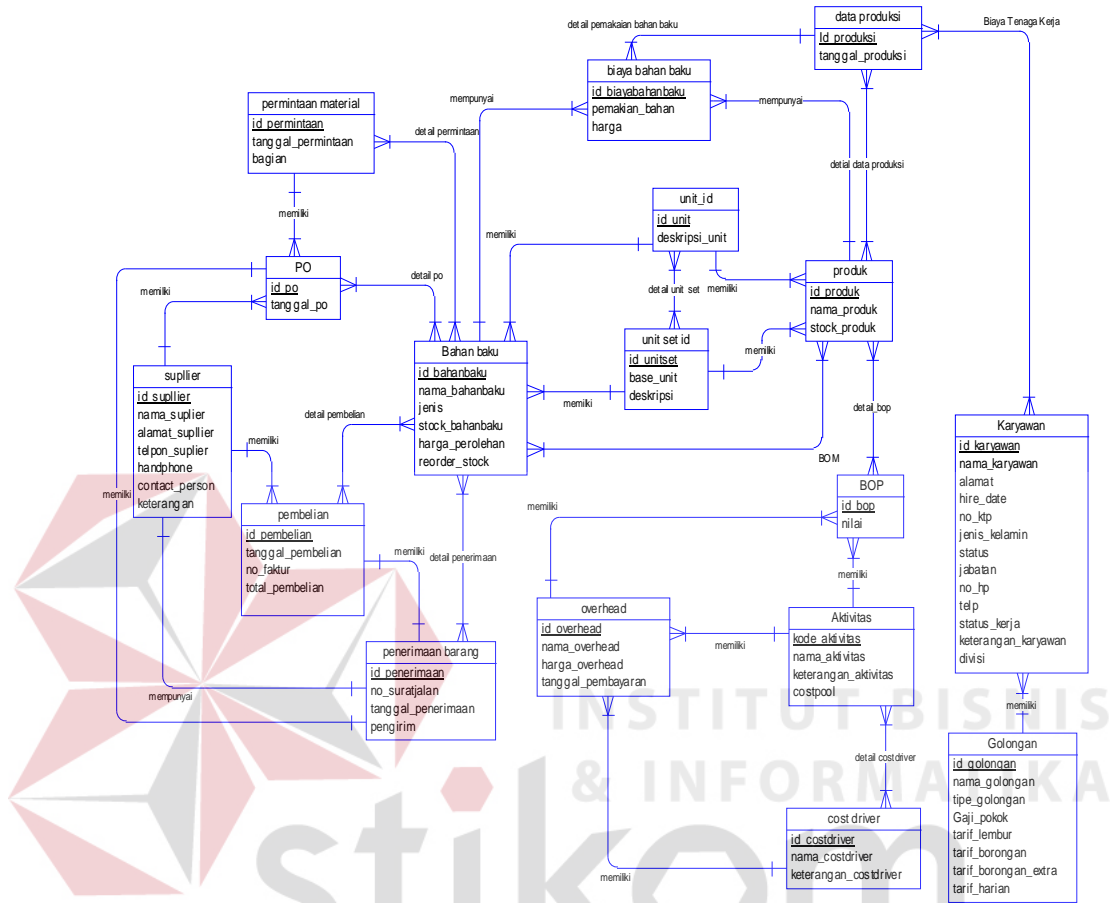 data produksi
Id_produksi
tanggal_produksi
detail pemakaian bahan baku
Biaya Tenaga Kerja
biaya bahan baku
id_biayabahanbaku
pemakian_bahan
harga
mempunyai
mempunyai
permintaan material
id_permintaan
tanggal_permintaan
bagian
detail permintaan
detial data produksi
memiliki
unit_id
id_unit
deskripsi_unit
memiliki
PO
id_po
tanggal_po
detail po
memiliki
detail unit set
memiliki
produk
id_produk
nama_produk
stock_produk
Bahan baku
id_bahanbaku
nama_bahanbaku
jenis
stock_bahanbaku
harga_perolehan
reorder_stock
unit set id
id_unitset
base_unit
deskripsi
memiliki
memilki
supllier
id_supllier
nama_suplier
alamat_supllier
telpon_suplier
handphone
contact_person
keterangan
detail pembelian
memiliki
detail_bop
BOM
Karyawan
id_karyawan
nama_karyawan
alamat
hire_date
no_ktp
jenis_kelamin
status
jabatan
no_hp
telp
status_kerja
keterangan_karyawan
divisi
memilki
BOP
id_bop
nilai
memiliki
pembelian
id_pembelian
tanggal_pembelian
no_faktur
total_pembelian
memiliki
detail penerimaan
memiliki
overhead
id_overhead
nama_overhead
harga_overhead
tanggal_pembayaran
memiliki
Aktivitas
kode_aktivitas
nama_aktivitas
keterangan_aktivitas
costpool
penerimaan barang
id_penerimaan
no_suratjalan
tanggal_penerimaan
pengirim
mempunyai
memiliki
Golongan
id_golongan
nama_golongan
tipe_golongan
Gaji_pokok
tarif_lembur
tarif_borongan
tarif_borongan_extra
tarif_harian
detail costdriver
cost driver
id_costdriver
nama_costdriver
keterangan_costdriver
memiliki
INSTITUT BISNIS
& INFORMATIKA
stikom